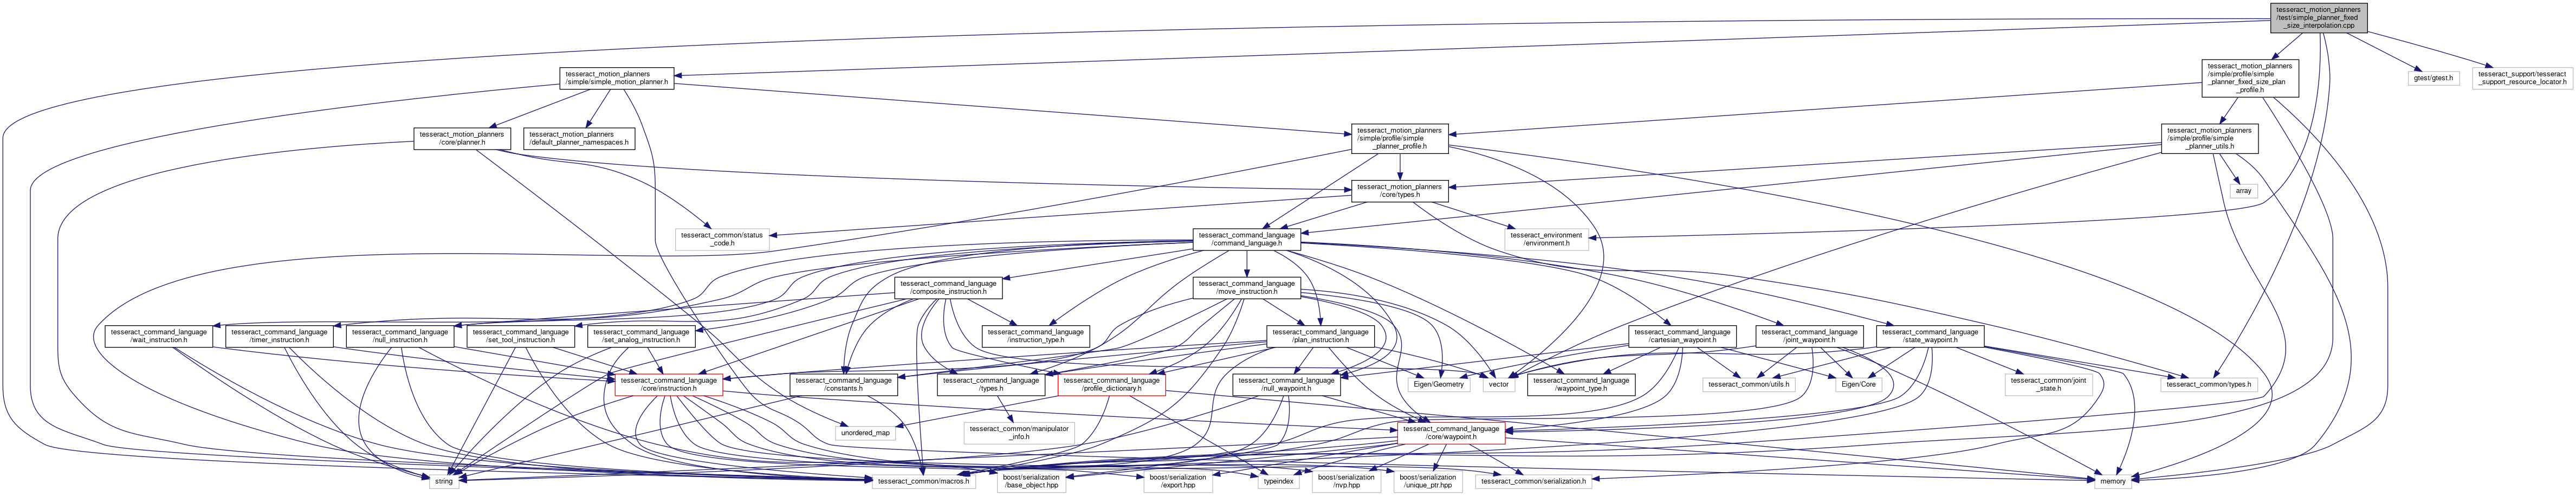 tesseract_motion_planners
/test/simple_planner_fixed
_size_interpolation.cpp
tesseract_motion_planners
/simple/simple_motion_planner.h
tesseract_motion_planners
/simple/profile/simple
_planner_fixed_size_plan
_profile.h
gtest/gtest.h
tesseract_support/tesseract
_support_resource_locator.h
tesseract_motion_planners
/core/planner.h
tesseract_motion_planners
/default_planner_namespaces.h
tesseract_motion_planners
/simple/profile/simple
_planner_profile.h
tesseract_motion_planners
/simple/profile/simple
_planner_utils.h
tesseract_motion_planners
/core/types.h
array
tesseract_common/status
_code.h
tesseract_command_language
/command_language.h
tesseract_environment
/environment.h
tesseract_command_language
/composite_instruction.h
tesseract_command_language
/move_instruction.h
tesseract_command_language
/wait_instruction.h
tesseract_command_language
/timer_instruction.h
tesseract_command_language
/null_instruction.h
tesseract_command_language
/set_tool_instruction.h
tesseract_command_language
/set_analog_instruction.h
tesseract_command_language
/instruction_type.h
tesseract_command_language
/plan_instruction.h
tesseract_command_language
/cartesian_waypoint.h
tesseract_command_language
/joint_waypoint.h
tesseract_command_language
/state_waypoint.h
tesseract_command_language
/core/instruction.h
tesseract_command_language
/constants.h
tesseract_command_language
/types.h
tesseract_command_language
/profile_dictionary.h
tesseract_command_language
/null_waypoint.h
Eigen/Geometry
vector
tesseract_command_language
/waypoint_type.h
tesseract_common/utils.h
Eigen/Core
tesseract_common/joint
_state.h
tesseract_common/types.h
unordered_map
tesseract_common/manipulator
_info.h
tesseract_command_language
/core/waypoint.h
string
tesseract_common/macros.h
boost/serialization
/base_object.hpp
boost/serialization
/export.hpp
typeindex
boost/serialization
/nvp.hpp
boost/serialization
/unique_ptr.hpp
tesseract_common/serialization.h
memory